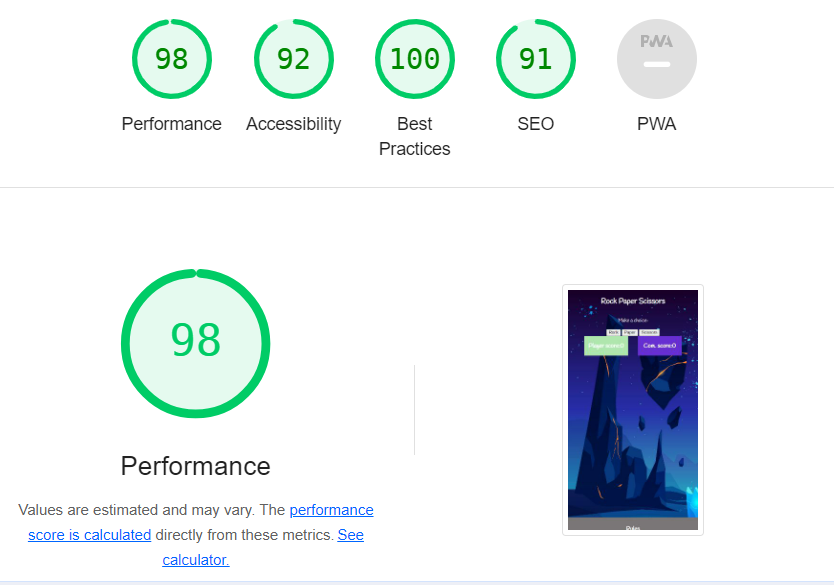 98 92 100 91 PWA
Performance Accessibility Best Practices SEO PWA
98
Performance
Values are estimated and may vary. The performance
score is calculated directly from these metrics. See
calculator.
Rock Paper Scissors
Make a choice:
Rock Paper Scissors
Player score:0 Com. score:0
Rules